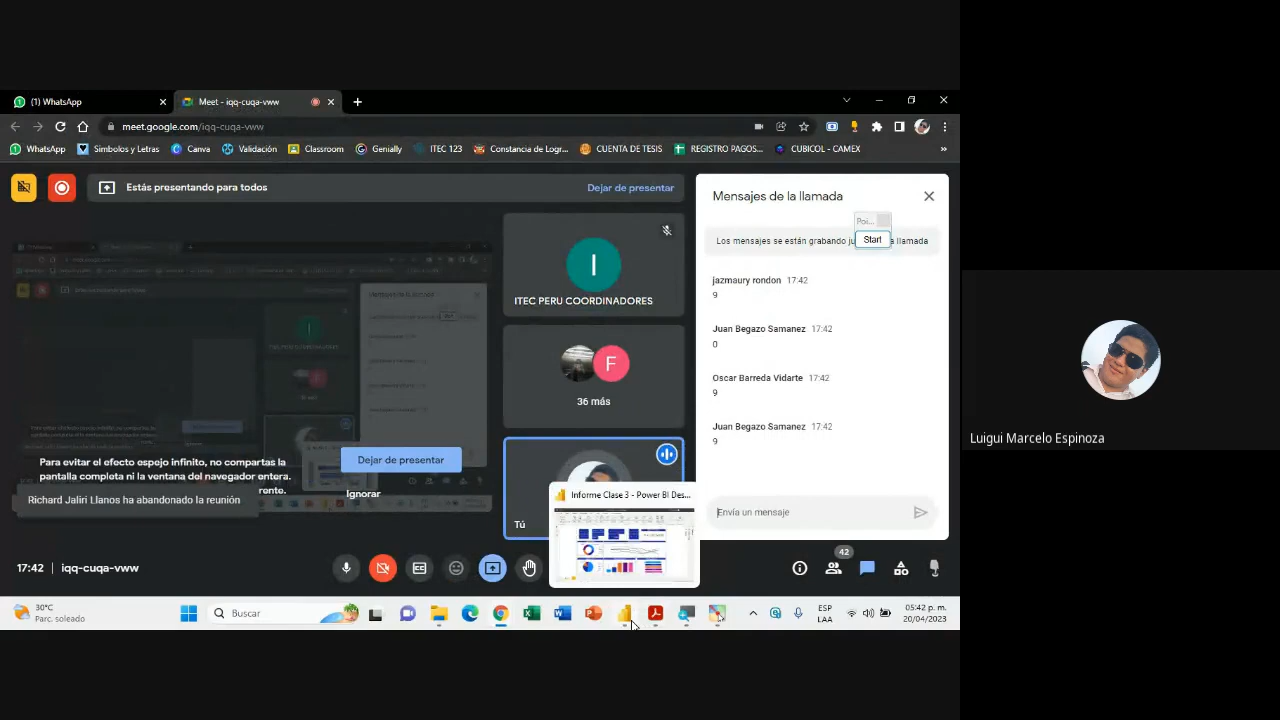 (1) WhatsApp
Meet - iqq-cuqa-vww
meet.google.com/iqq-cuqa-vww
WhatsApp
Simbolos y Letras
Canva
Validación
Classroom
Genially
ITEC 123
Constancia de Logr...
CUENTA DE TESIS
REGISTRO PAGOS...
CUBICOL - CAMEX
»
Estás presentando para todos
Dejar de presentar
Mensajes de la llamada
Poi...
Start
Los mensajes se están grabando ju
a llamada
jazmaury rondon 17:42
9
Juan Begazo Samanez 17:42
0
Oscar Barreda Vidarte 17:42
9
Juan Begazo Samanez 17:42
9
Envía un mensaje
I
ITEC PERU COORDINADORES
F
36 más
Tú
Para evitar el efecto espejo infinito, no compartas la
pantalla completa ni la ventana del navegador entera.
rente.
Dejar de presentar
Ignorar
Richard Jaliri Llanos ha abandonado la reunión
Informe Clase 3 - Power BI Des...
17:42 | iqq-cuqa-vww
42
30°C
Parc. soleado
Buscar
ESP
LAA
05:42 p. m.
20/04/2023
Luigui Marcelo Espinoza